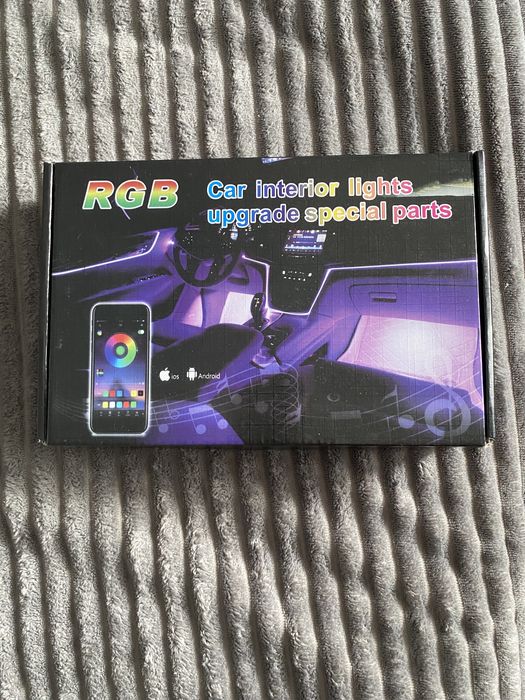 RGB
Car interior lights
upgrade special parts
ios
Android